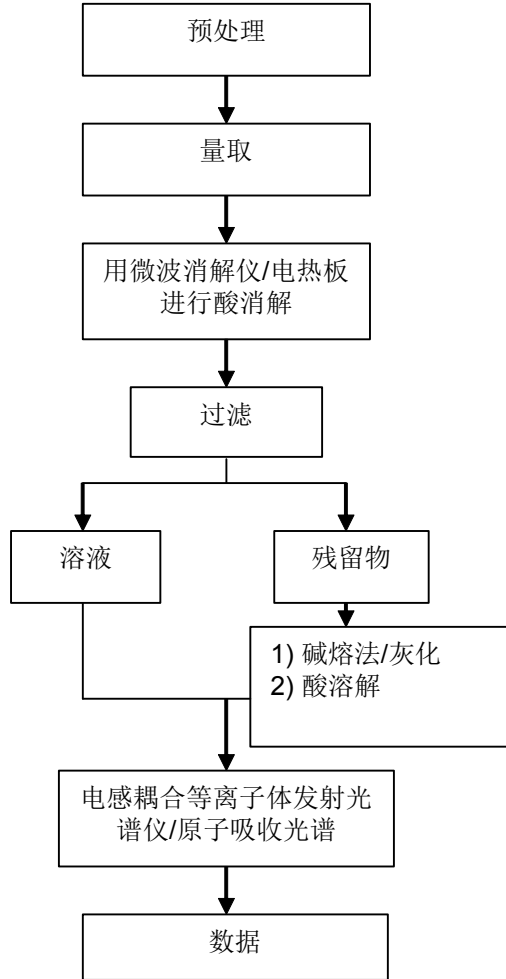 预处理
量取
用微波消解仪/电热板
进行酸消解
过滤
溶液
残留物
1) 碱熔法/灰化
2) 酸溶解
电感耦合等离子体发射光
谱仪/原子吸收光谱
数据